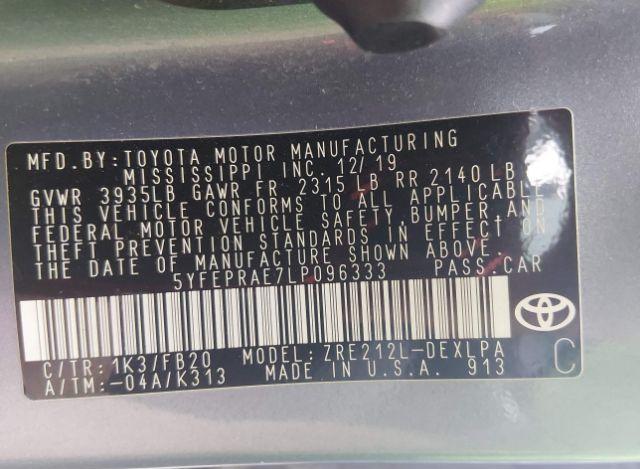 MFD. BY: TOYOTA MOTOR MANUFACTURING
MISSISSIPPI INC. 12/19
GVWR 3935LB GAWR FR 2315 LB RR 2140 LB
THIS VEHICLE CONFORMS TO ALL APPLICABLE
FEDERAL MOTOR VEHICLE SAFETY, BUMPER, AND
THEFT PREVENTION STANDARDS IN EFFECT ON
THE DATE OF MANUFACTURE SHOWN ABOVE.
5YFEPRAE7LP096333 PASS. CAR
C/TR: 1K3/FB20 MODEL: ZRE212L-DEXLPA
A/TM: -04A/K313 MADE IN U.S.A. 913 C